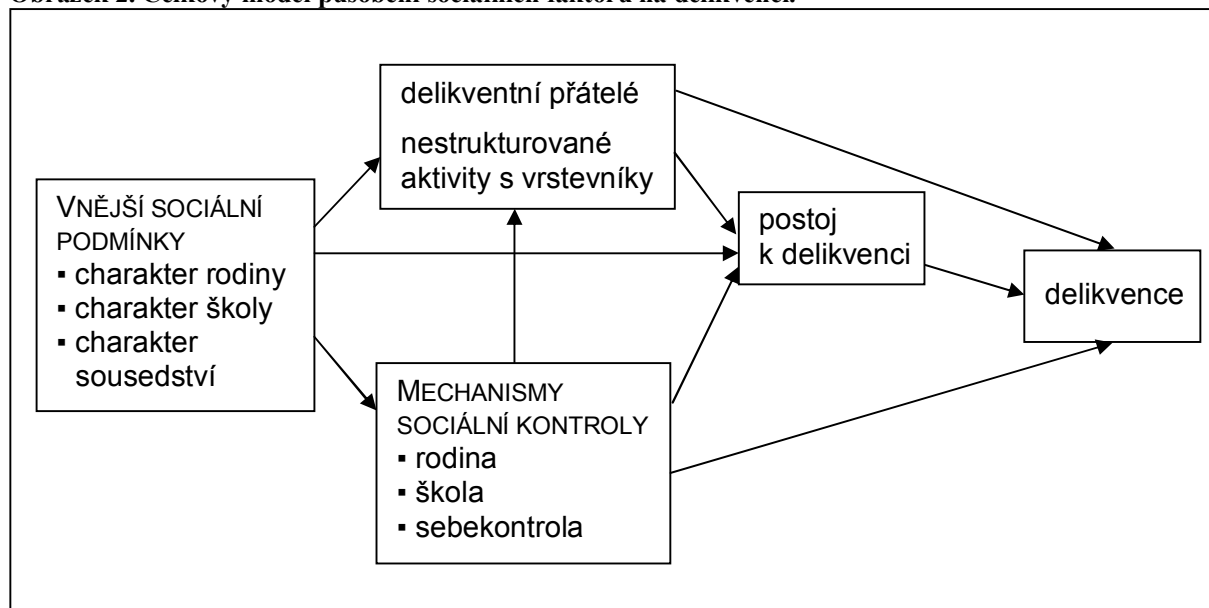 Obrázek 2. Celkový model působení sociálních faktorů na delikvenci.
delikventní přátelé
nestrukturované
aktivity s vrstevníky
VNĚJŠÍ SOCIÁLNÍ
PODMÍNKY
▪ charakter rodiny
▪ charakter školy
▪ charakter
sousedství
postoj
k delikvenci
delikvence
MECHANISMY
SOCIÁLNÍ KONTROLY
▪ rodina
▪ škola
▪ sebekontrola